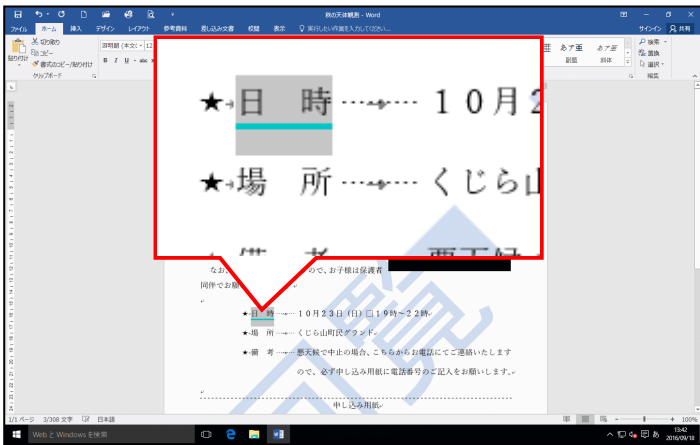 秋の天体観測 - Word
サインイン 共有
ファイル ホーム 挿入 デザイン レイアウト 参考資料 差し込み文書 校閲 表示 実行したい作業を入力してください...
貼り付け
切り取り
コピー
書式のコピー/貼り付け
クリップボード
B I U
あア亜 副題
あア亜 斜体
検索
置換
選択
編集
★日 時 10月2
★場 所 くじら山
同伴でお願
ので、お子様は保護者
★日 時 10月23日(日)□19時～22時
★場 所 くじら山町民グランド
★備 考 悪天候で中止の場合、こちらからお電話にてご連絡いたします
ので、必ず申し込み用紙に電話番号のご記入をお願いします。
申し込み用紙
回覧
1/1 ページ 3/308 文字 日本語
100%
Web と Windows を検索
あ
13:42
2016/09/18